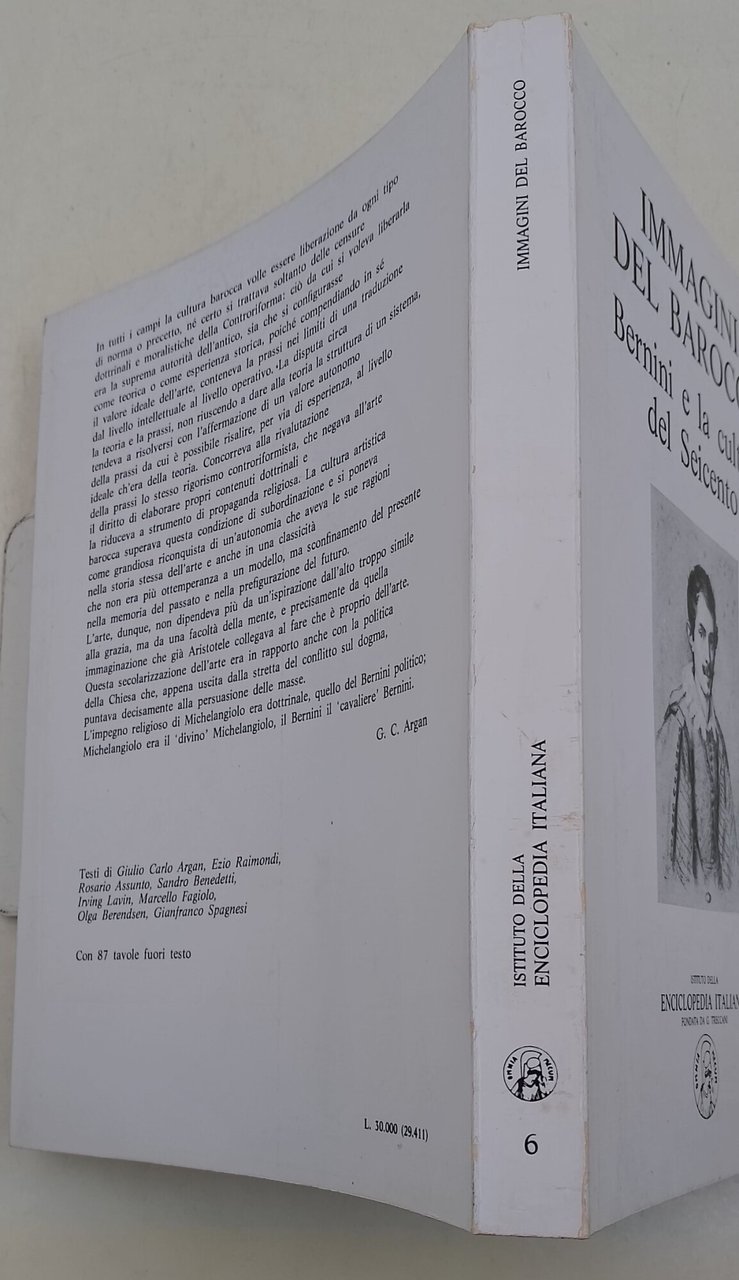 In tutti i campi la cultura barocca volle essere liberazione da ogni tipo
di norma o precetto, né certo si trattava soltanto delle censure
dottrinali e moralistiche della Controriforma: ciò da cui si voleva liberarla
era la suprema autorità dell'antico, sia che si configurasse
come teorica o come esperienza storica, poiché compendiando in sé
il valore ideale dell'arte, conteneva la prassi nei limiti di una traduzione
dal livello intellettuale al livello operativo. La disputa circa
la teoria e la prassi, non riuscendo a dare alla teoria la struttura di un sistema,
tendeva a risolversi con l'affermazione di un valore autonomo
della prassi da cui è possibile risalire, per via di esperienza, al livello
ideale ch'era della teoria. Concorreva alla rivalutazione
della prassi lo stesso rigorismo controriformista, che negava all'arte
il diritto di elaborare propri contenuti dottrinali e
la riduceva a strumento di propaganda religiosa. La cultura artistica
barocca superava questa condizione di subordinazione e si poneva
come grandiosa riconquista di un'autonomia che aveva le sue ragioni
nella storia stessa dell'arte e anche in una classicità
che non era più ottemperanza a un modello, ma sconfinamento del presente
nella memoria del passato e nella prefigurazione del futuro.
L'arte, dunque, non dipendeva più da un'ispirazione dall'alto troppo simile
alla grazia, ma da una facoltà della mente, e precisamente da quella
immaginazione che già Aristotele collegava al fare che è proprio dell'arte.
Questa secolarizzazione dell'arte era in rapporto anche con la politica
della Chiesa che, appena uscita dalla stretta del conflitto sul dogma,
puntava decisamente alla persuasione delle masse.
L'impegno religioso di Michelangiolo era dottrinale, quello del Bernini politico;
Michelangiolo era il 'divino' Michelangiolo, il Bernini il 'cavaliere' Bernini.
G. C. Argan
Testi di Giulio Carlo Argan, Ezio Raimondi,
Rosario Assunto, Sandro Benedetti,
Irving Lavin, Marcello Fagiolo,
Olga Berendsen, Gianfranco Spagnesi
Con 87 tavole fuori testo
L. 30.000 (29.411)
IMMAGINI DEL BAROCCO
ISTITUTO DELLA
ENCICLOPEDIA ITALIANA
OMNIA
6
IMMAGINI
DEL BAROCCO
Bernini e la cult
del Seicento
ISTITUTO DELLA
ENCICLOPEDIA ITALIAN
FONDATA DA G. TRECCANI